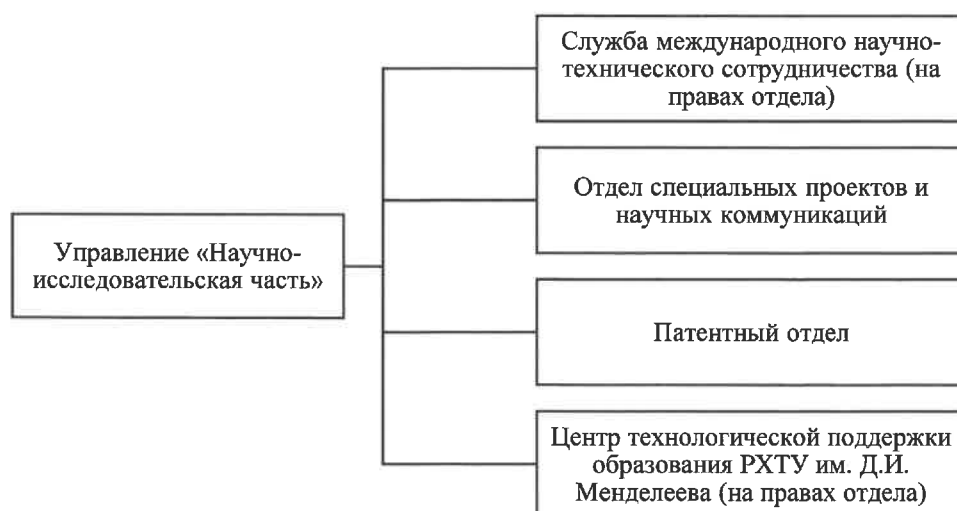 Служба международного научно-
технического сотрудничества (на
правах отдела)
Отдел специальных проектов и
научных коммуникаций
Управление «Научно-
исследовательская часть»
Патентный отдел
Центр технологической поддержки
образования РХТУ им. Д.И.
Менделеева (на правах отдела)